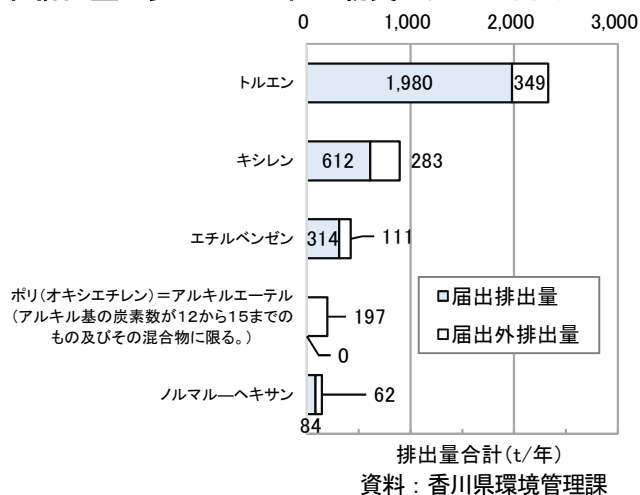 0 1,000 2,000 3,000
トルエン 1,980 349
キシレン 612 283
エチルベンゼン 314 111
ポリ(オキシエチレン)＝アルキルエーテル
(アルキル基の炭素数が12から15までの
もの及びその混合物に限る。)
197
0
ノルマル―ヘキサン 62
84
届出排出量
届出外排出量
排出量合計(t/年)
資料：香川県環境管理課